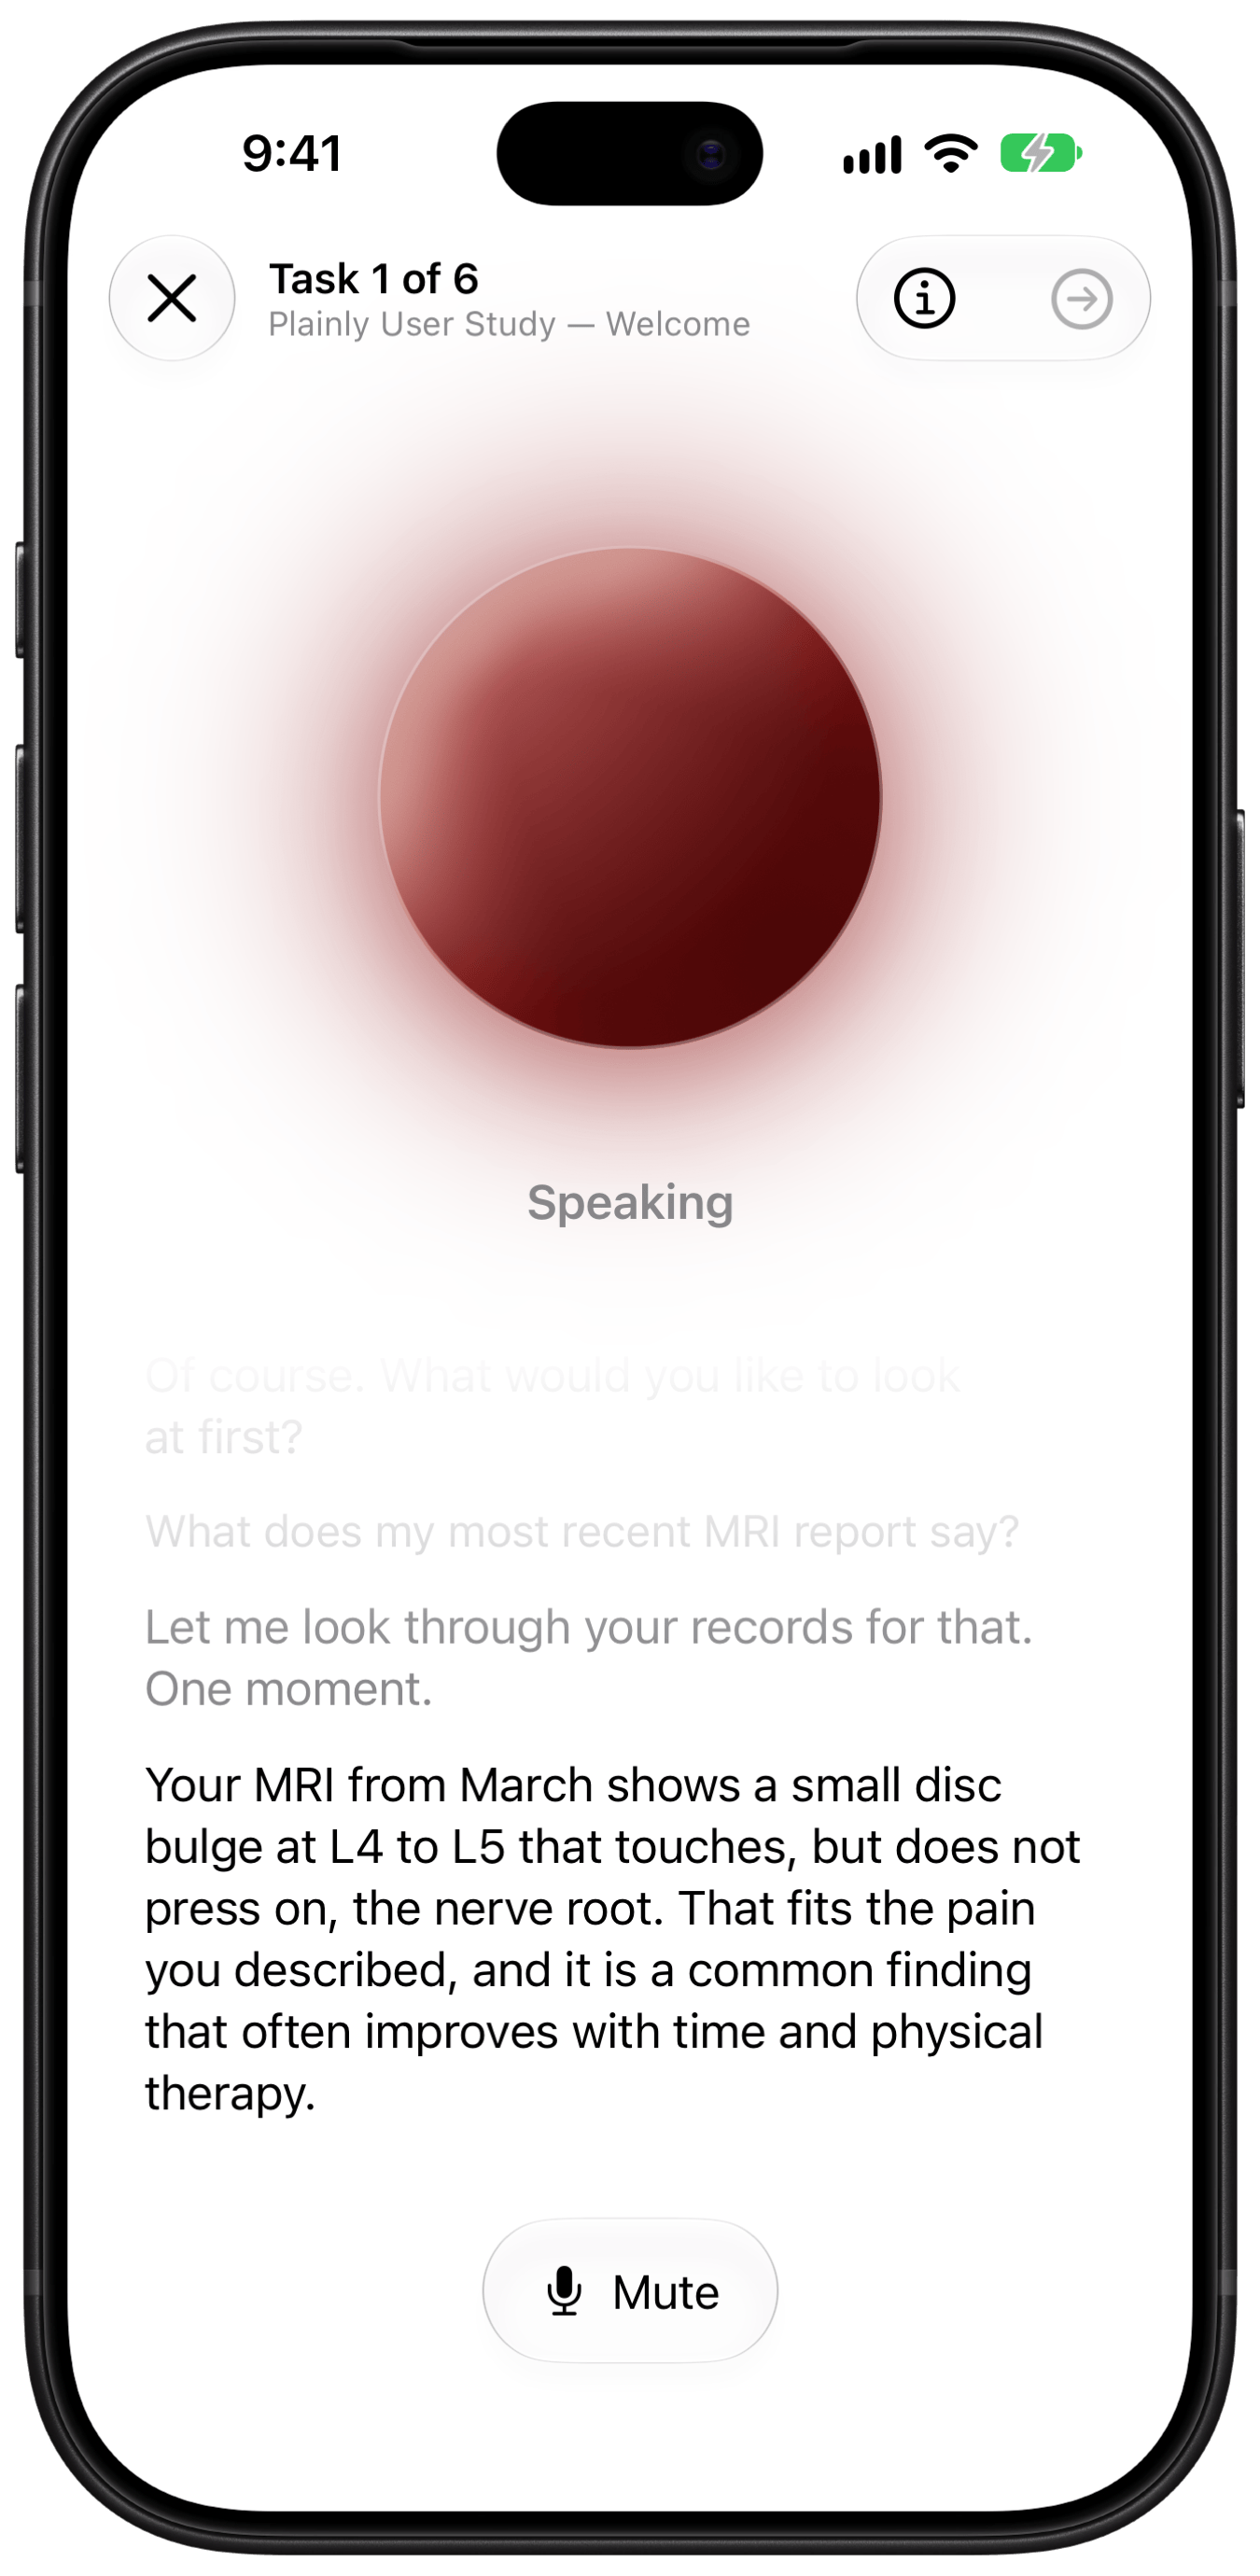 9:41
Task 1 of 6
Plainly User Study — Welcome
Speaking
Of course. What would you like to look
at first?
What does my most recent MRI report say?
Let me look through your records for that.
One moment.
Your MRI from March shows a small disc
bulge at L4 to L5 that touches, but does not
press on, the nerve root. That fits the pain
you described, and it is a common finding
that often improves with time and physical
therapy.
Mute